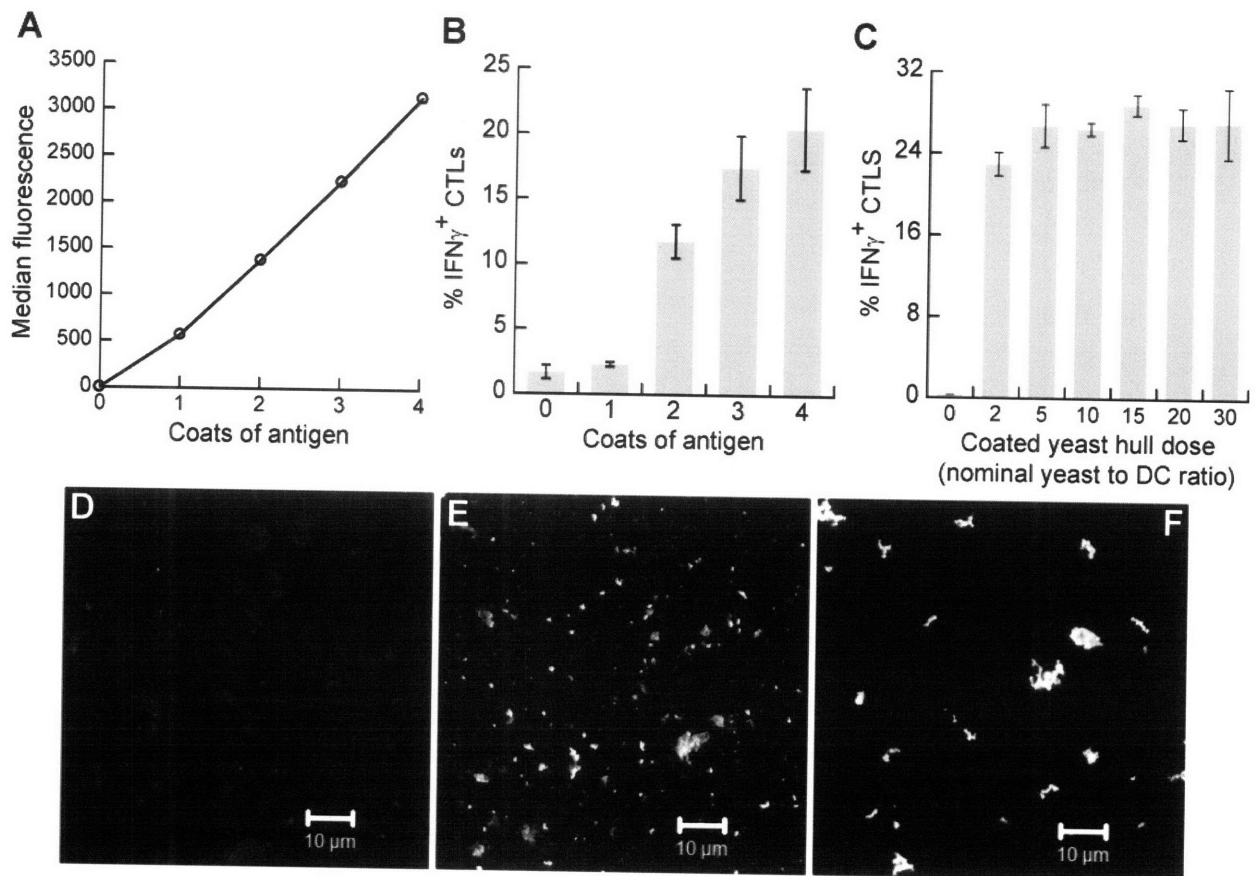 A
3500
3000
2500
2000
1500
1000
500
0
Median fluorescence
0 1 2 3 4
Coats of antigen
B
25
20
15
10
5
0
% IFNγ+ CTLs
0 1 2 3 4
Coats of antigen
C
32
24
16
8
0
% IFNγ+ CTLS
0 2 5 10 15 20 30
Coated yeast hull dose
(nominal yeast to DC ratio)
D
10 µm
E
10 µm
F
10 µm